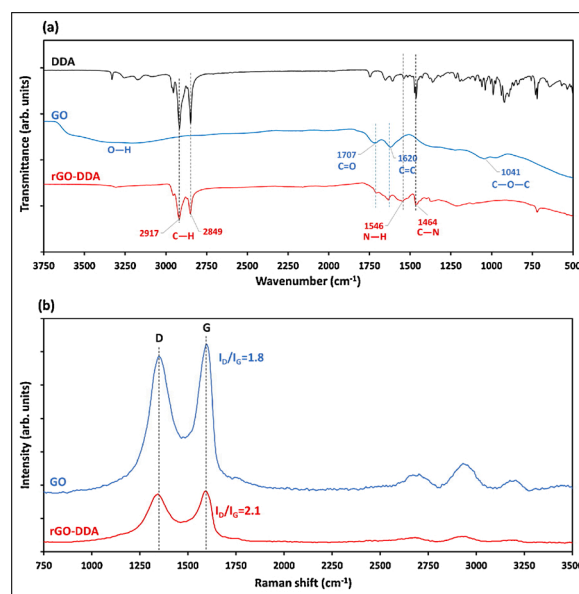 (a)
DDA
GO
O—H
1707
C=O
1620
C=C
1041
C—O—C
rGO-DDA
2917
C—H
2849
1546
N—H
1464
C—N
Transmittance (arb. units)
3750 3500 3250 3000 2750 2500 2250 2000 1750 1500 1250 1000 750 500
Wavenumber (cm-1)
(b)
D
G
ID/IG=1.8
GO
ID/IG=2.1
rGO-DDA
Intensity (arb. units)
750 1000 1250 1500 1750 2000 2250 2500 2750 3000 3250 3500
Raman shift (cm-1)